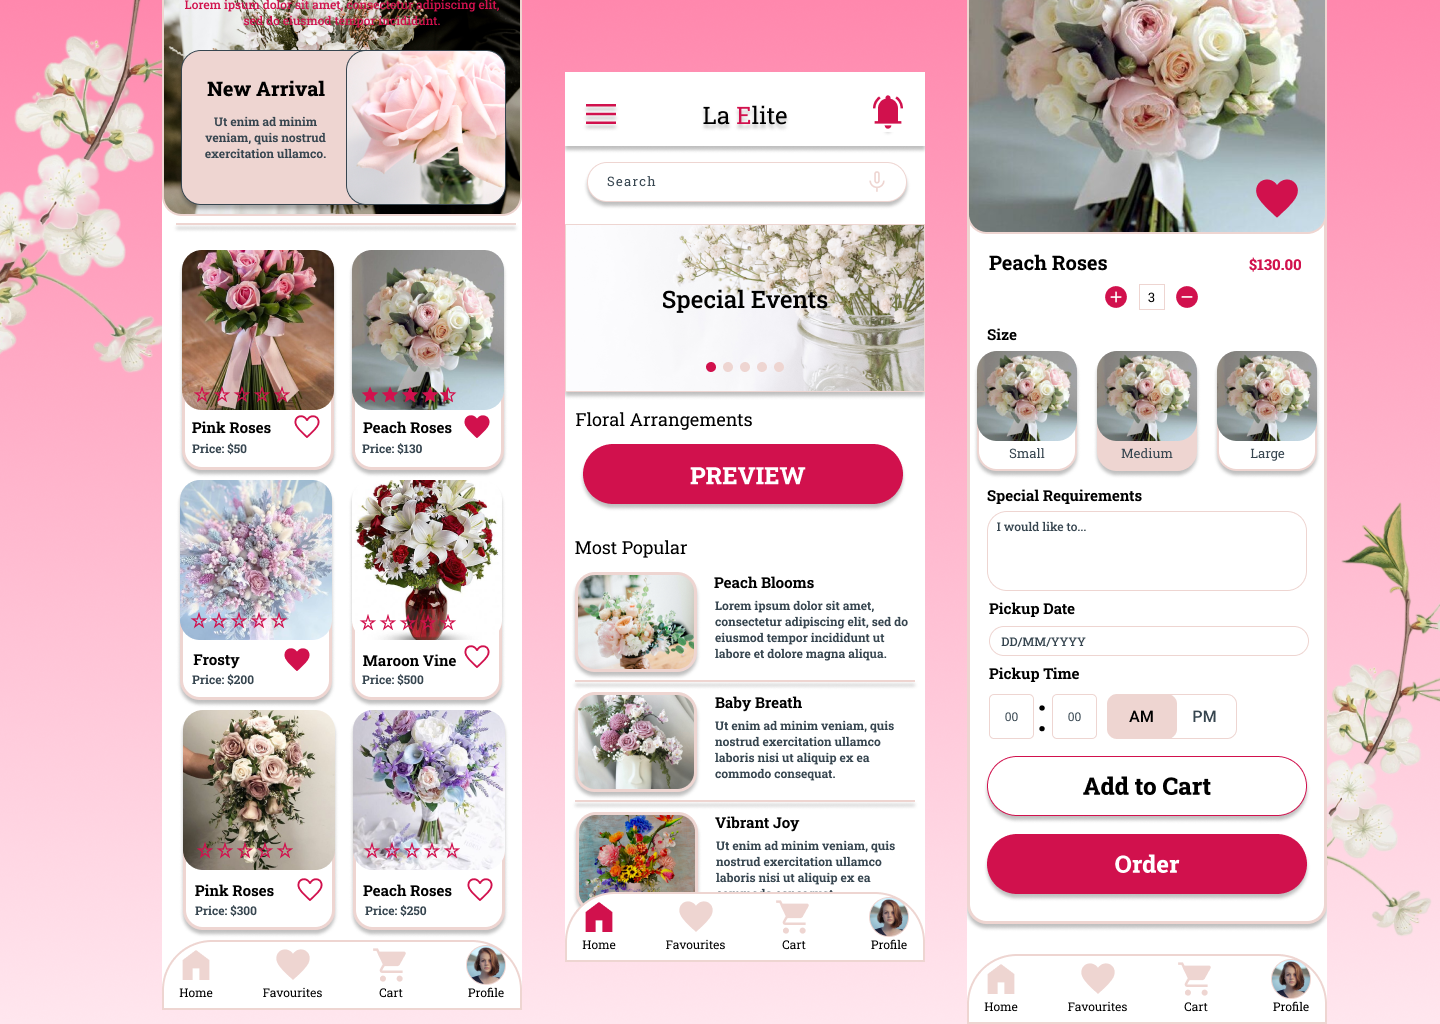 Lorem ipsum dolor sit amet, consectetur adipiscing elit,
sed do eiusmod tempor incididunt.
New Arrival
Ut enim ad minim
veniam, quis nostrud
exercitation ullamco.
Pink Roses
Price: $50
Peach Roses
Price: $130
Frosty
Price: $200
Maroon Vine
Price: $500
Pink Roses
Price: $300
Peach Roses
Price: $250
Home
Favourites
Cart
Profile
La Elite
Search
Special Events
Floral Arrangements
PREVIEW
Most Popular
Peach Blooms
Lorem ipsum dolor sit amet,
consectetur adipiscing elit, sed do
eiusmod tempor incididunt ut
labore et dolore magna aliqua.
Baby Breath
Ut enim ad minim veniam, quis
nostrud exercitation ullamco
laboris nisi ut aliquip ex ea
commodo consequat.
Vibrant Joy
Ut enim ad minim veniam, quis
nostrud exercitation ullamco
laboris nisi ut aliquip ex ea
Home
Favourites
Cart
Profile
Peach Roses
$130.00
3
Size
Small
Medium
Large
Special Requirements
I would like to...
Pickup Date
DD/MM/YYYY
Pickup Time
00
:
00
AM
PM
Add to Cart
Order
Home
Favourites
Cart
Profile